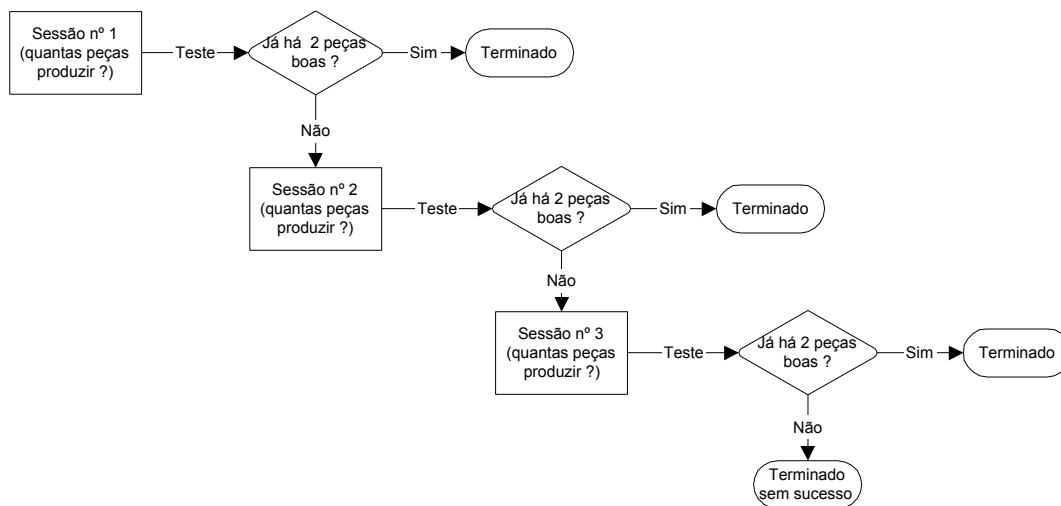 Sessão nº 1
(quantas peças
produzir ?)
Teste
Já há 2 peças
boas ?
Sim
Terminado
Não
Sessão nº 2
(quantas peças
produzir ?)
Teste
Já há 2 peças
boas ?
Sim
Terminado
Não
Sessão nº 3
(quantas peças
produzir ?)
Teste
Já há 2 peças
boas ?
Sim
Terminado
Não
Terminado
sem sucesso